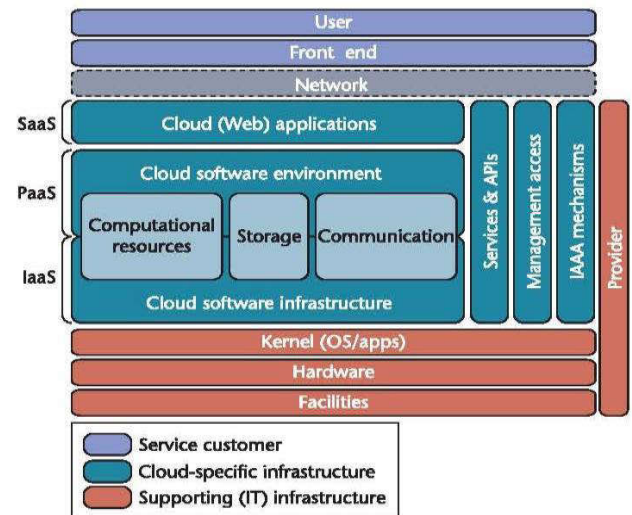 User
Front end
Network
SaaS
Cloud (Web) applications
PaaS
Cloud software environment
Computational
resources
Storage
Communication
IaaS
Cloud software infrastructure
Services & APIs
Management access
IAAA mechanisms
Provider
Kernel (OS/apps)
Hardware
Facilities
Service customer
Cloud-specific infrastructure
Supporting (IT) infrastructure